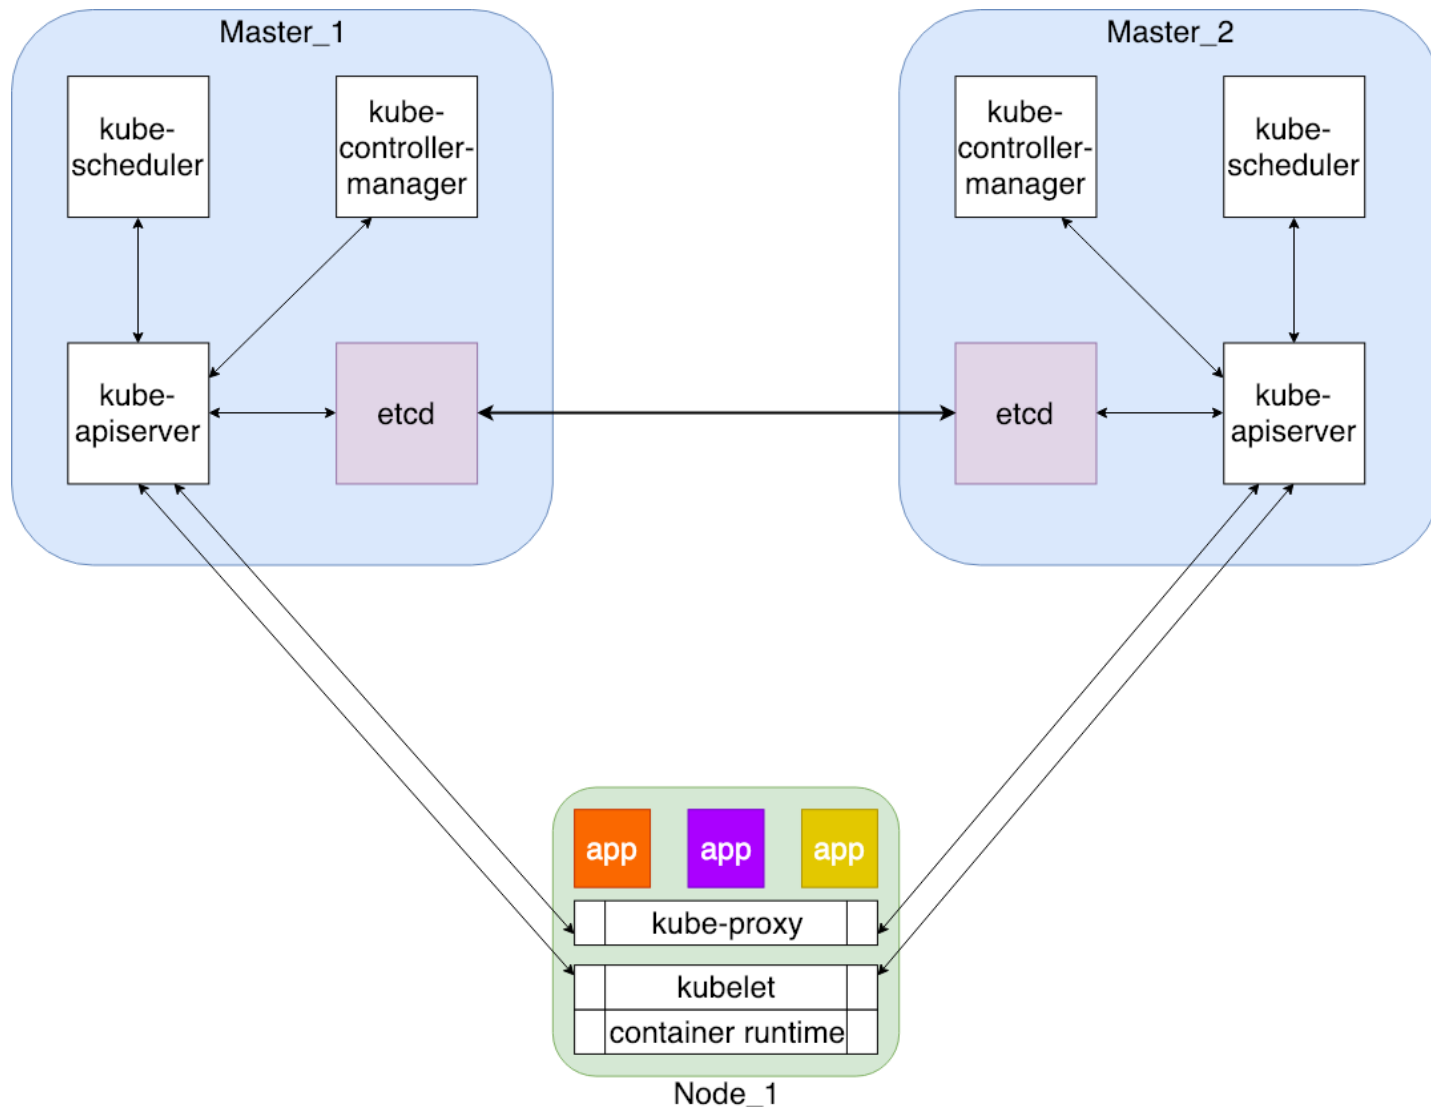 Master_1
kube-
scheduler
kube-
controller-
manager
kube-
apiserver
etcd
Master_2
kube-
controller-
manager
kube-
scheduler
etcd
kube-
apiserver
app
app
app
kube-proxy
kubelet
container runtime
Node_1